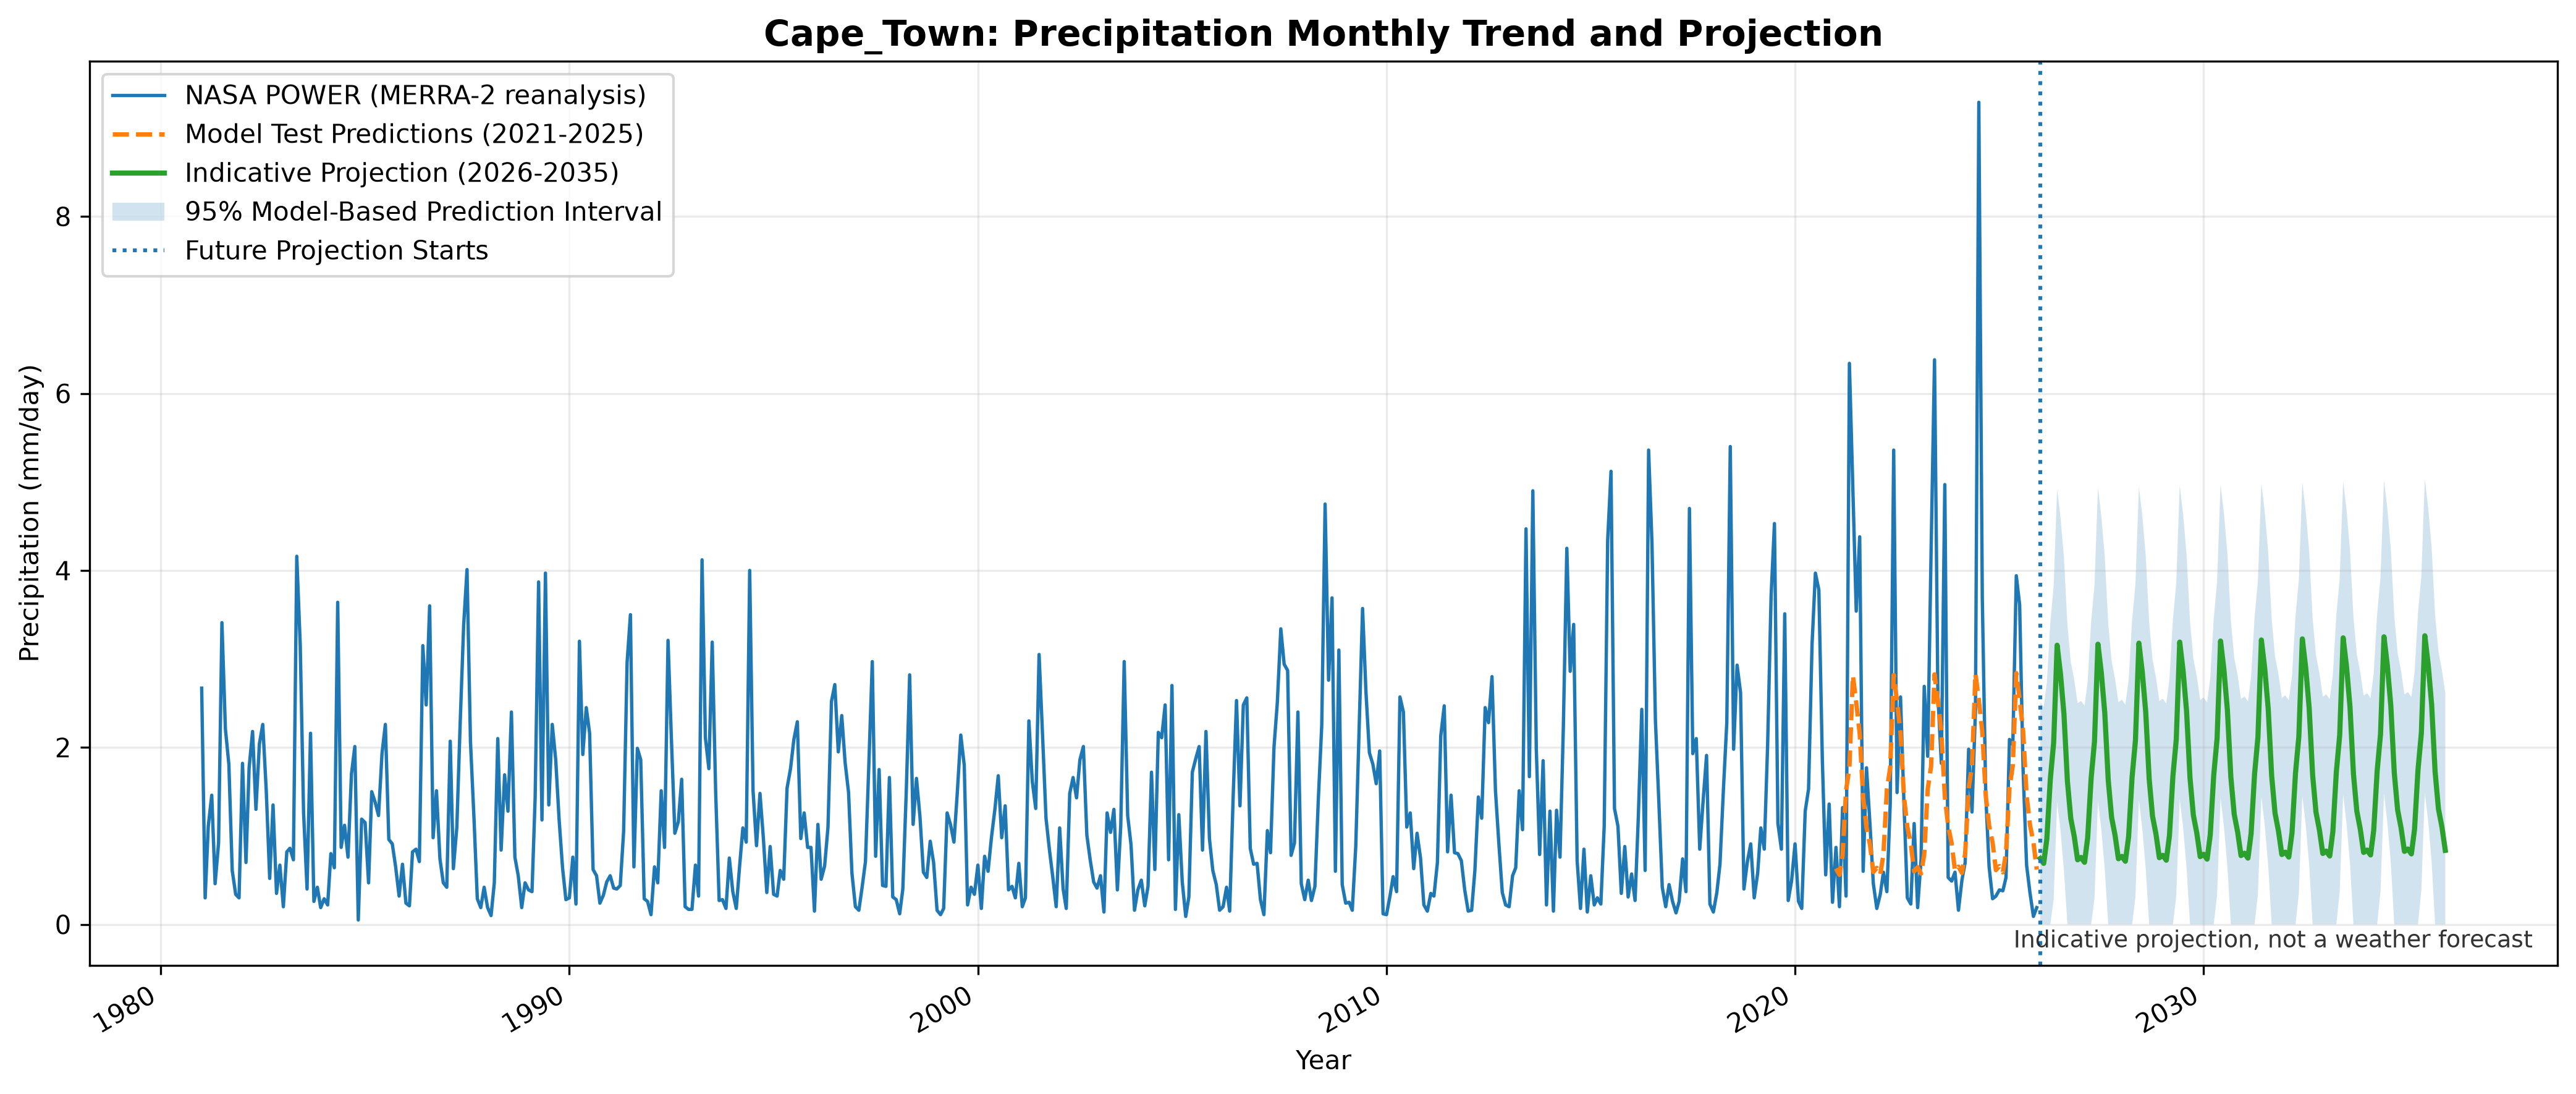 Cape_Town: Precipitation Monthly Trend and Projection
NASA POWER (MERRA-2 reanalysis)
Model Test Predictions (2021-2025)
Indicative Projection (2026-2035)
95% Model-Based Prediction Interval
Future Projection Starts
Precipitation (mm/day)
8
6
4
2
0
Indicative projection, not a weather forecast
1980
1990
2000
2010
2020
2030
Year